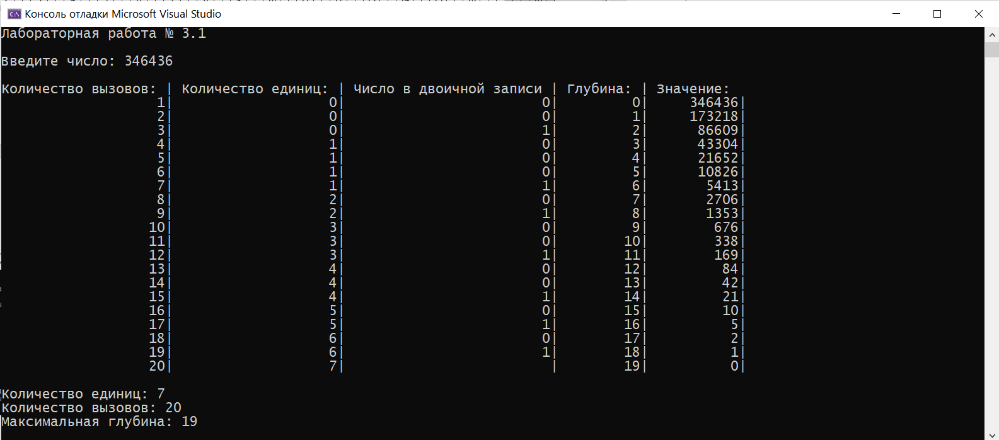 Консоль отладки Microsoft Visual Studio
Лабораторная работа № 3.1
Введите число: 346436
Количество вызовов: | Количество единиц: | Число в двоичной записи | Глубина: | Значение:
1| 0| 0| 0| 346436|
2| 0| 0| 1| 173218|
3| 0| 1| 2| 86609|
4| 1| 0| 3| 43304|
5| 1| 0| 4| 21652|
6| 1| 0| 5| 10826|
7| 1| 1| 6| 5413|
8| 2| 0| 7| 2706|
9| 2| 1| 8| 1353|
10| 3| 0| 9| 676|
11| 3| 0| 10| 338|
12| 3| 1| 11| 169|
13| 4| 0| 12| 84|
14| 4| 0| 13| 42|
15| 4| 1| 14| 21|
16| 5| 0| 15| 10|
17| 5| 1| 16| 5|
18| 6| 0| 17| 2|
19| 6| 1| 18| 1|
20| 7| | 19| 0|
Количество единиц: 7
Количество вызовов: 20
Максимальная глубина: 19